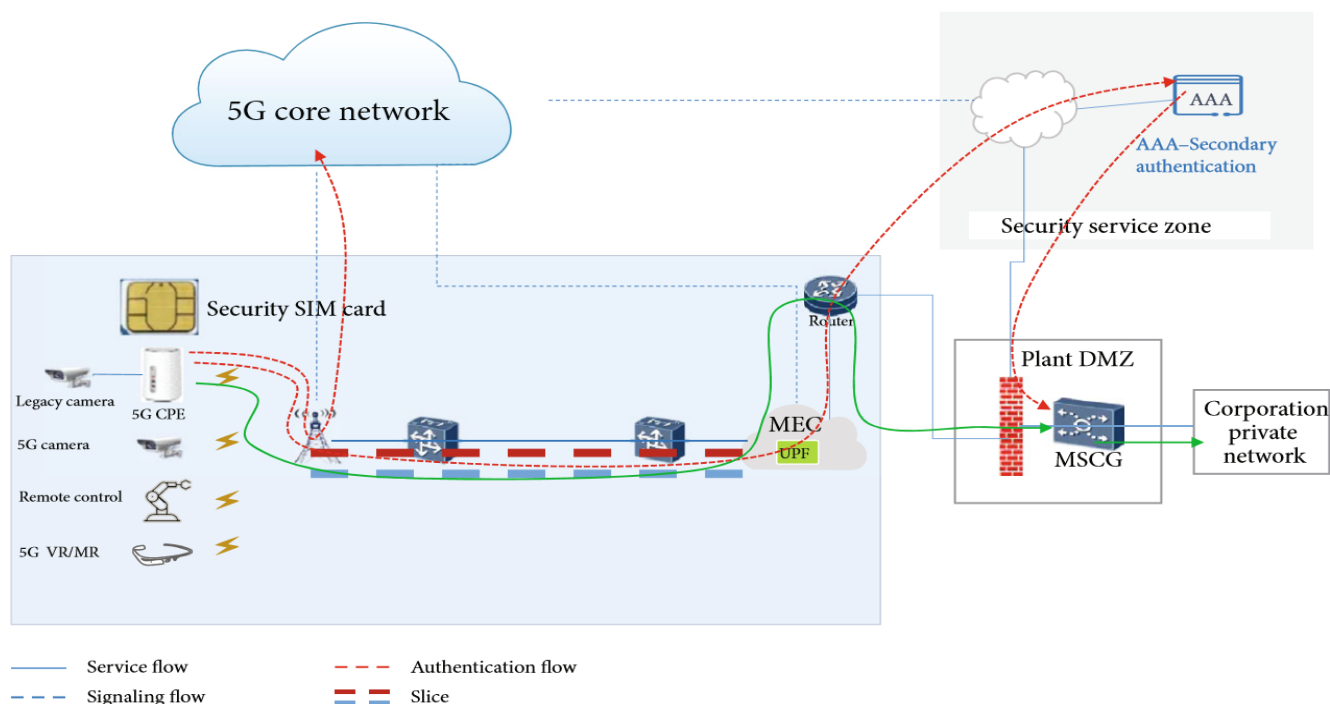 5G core network
AAA
AAA–Secondary
authentication
Security service zone
Security SIM card
Router
Legacy camera
5G CPE
5G camera
Remote control
5G VR/MR
MEC
UPF
Plant DMZ
MSCG
Corporation
private
network
Service flow
Authentication flow
Signaling flow
Slice